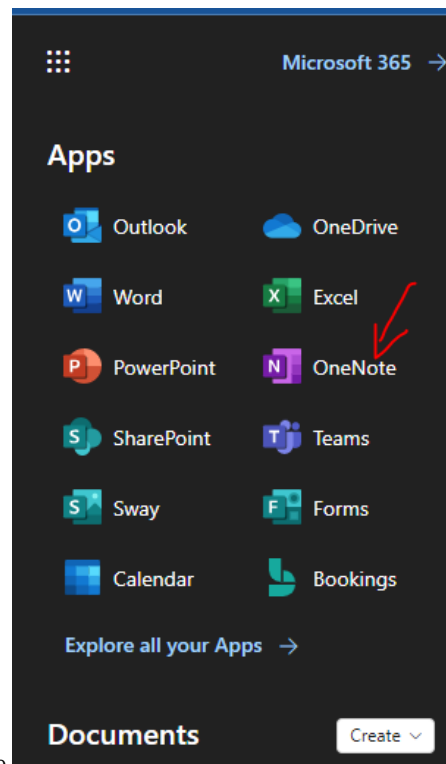 Microsoft 365 →
Apps
Outlook OneDrive
Word Excel
PowerPoint OneNote
SharePoint Teams
Sway Forms
Calendar Bookings
Explore all your Apps →
Documents Create